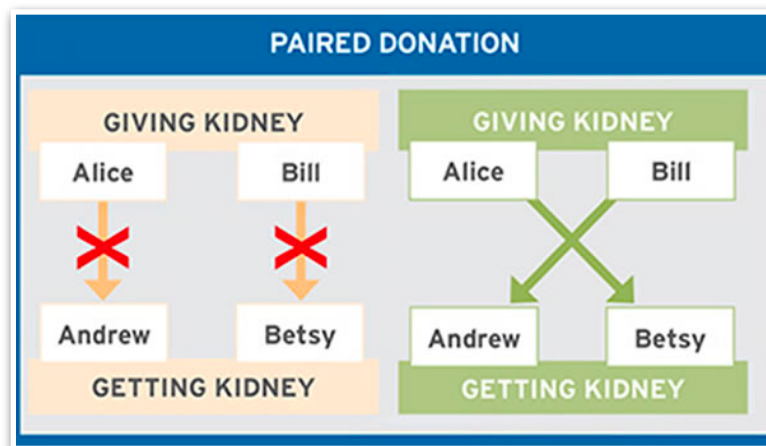 PAIRED DONATION
GIVING KIDNEY
Alice Bill
Andrew Betsy
GETTING KIDNEY
GIVING KIDNEY
Alice Bill
Andrew Betsy
GETTING KIDNEY